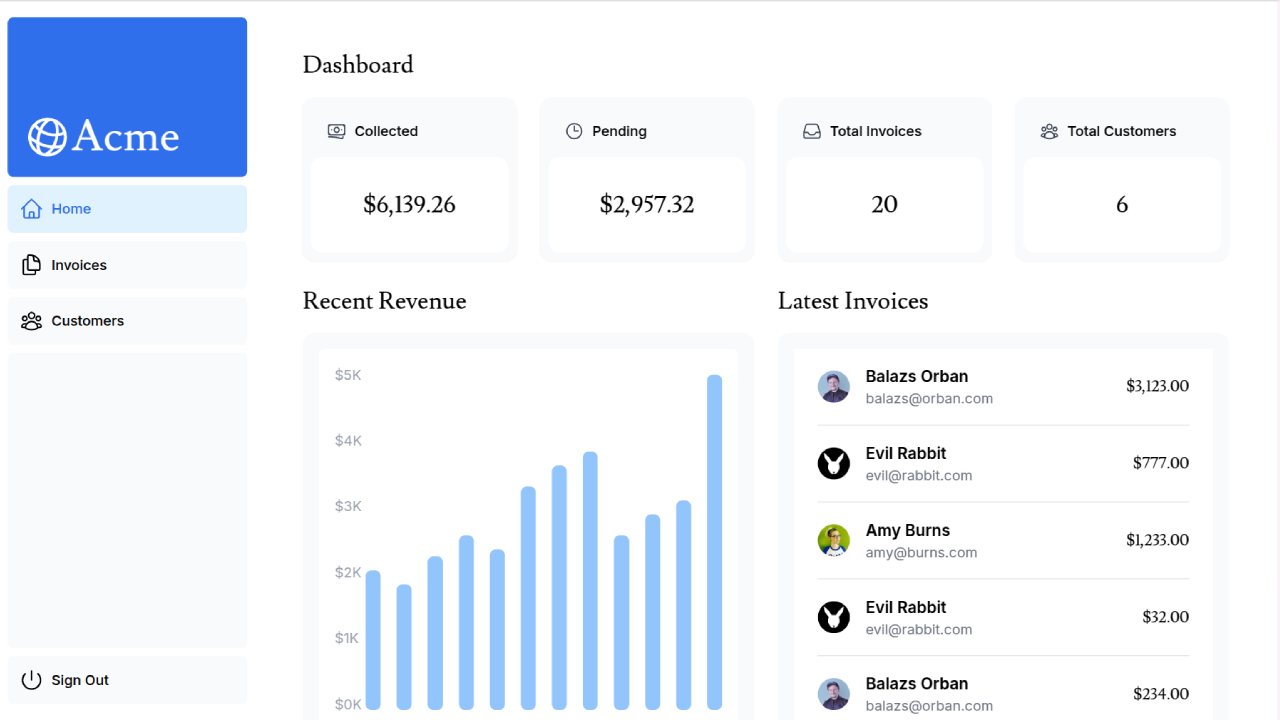 Acme
Home
Invoices
Customers
Sign Out
Dashboard
Collected
$6,139.26
Pending
$2,957.32
Total Invoices
20
Total Customers
6
Recent Revenue
$5K
$4K
$3K
$2K
$1K
$0K
Latest Invoices
Balazs Orban
balazs@orban.com
$3,123.00
Evil Rabbit
evil@rabbit.com
$777.00
Amy Burns
amy@burns.com
$1,233.00
Evil Rabbit
evil@rabbit.com
$32.00
Balazs Orban
balazs@orban.com
$234.00